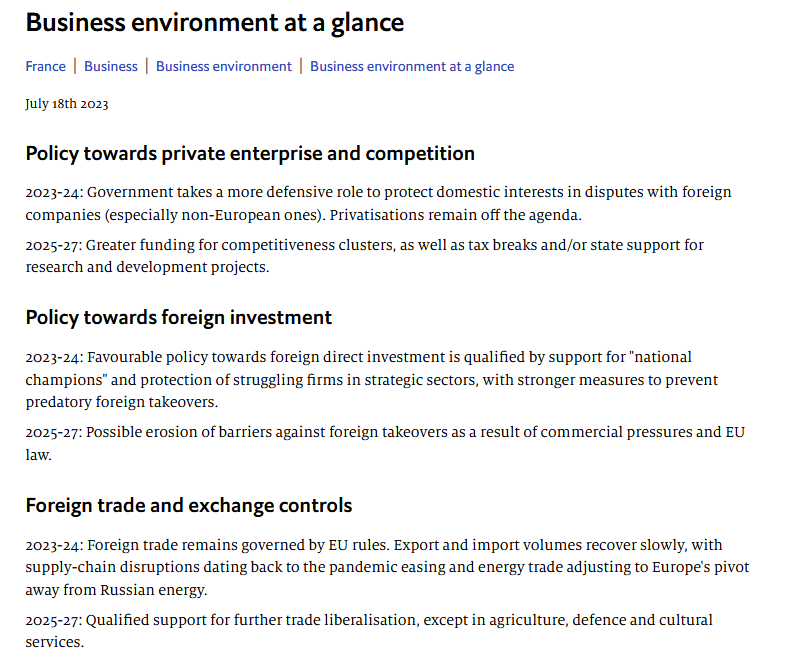 Business environment at a glance
France | Business | Business environment | Business environment at a glance
July 18th 2023
Policy towards private enterprise and competition
2023-24: Government takes a more defensive role to protect domestic interests in disputes with foreign
companies (especially non-European ones). Privatisations remain off the agenda.
2025-27: Greater funding for competitiveness clusters, as well as tax breaks and/or state support for
research and development projects.
Policy towards foreign investment
2023-24: Favourable policy towards foreign direct investment is qualified by support for "national
champions" and protection of struggling firms in strategic sectors, with stronger measures to prevent
predatory foreign takeovers.
2025-27: Possible erosion of barriers against foreign takeovers as a result of commercial pressures and EU
law.
Foreign trade and exchange controls
2023-24: Foreign trade remains governed by EU rules. Export and import volumes recover slowly, with
supply-chain disruptions dating back to the pandemic easing and energy trade adjusting to Europe's pivot
away from Russian energy.
2025-27: Qualified support for further trade liberalisation, except in agriculture, defence and cultural
services.